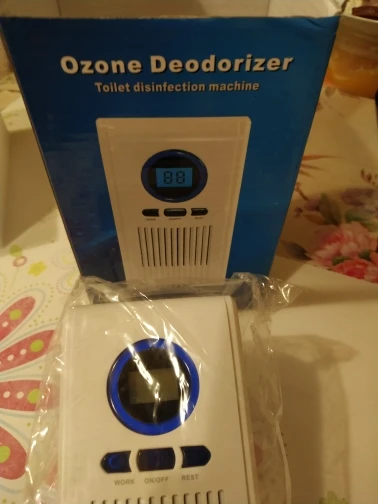 Ozone Deodorizer
Toilet disinfection machine
88
WORK ON/OFF REST